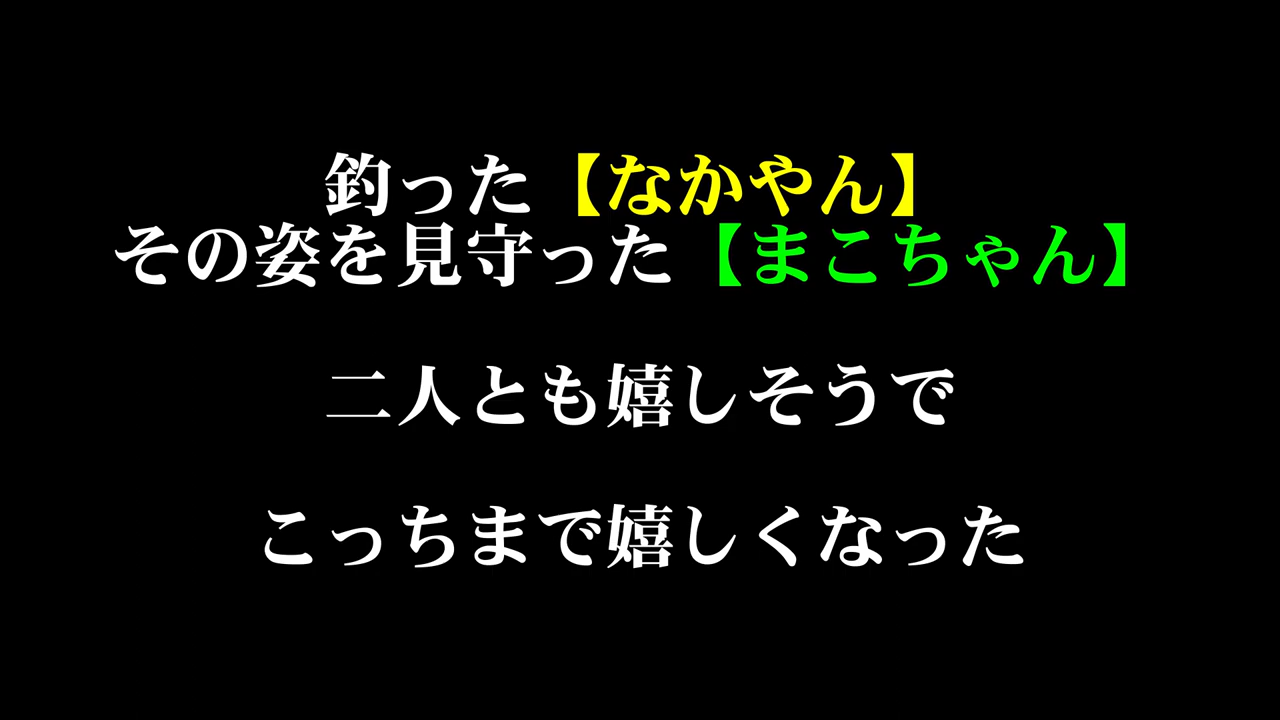 釣った【なかやん】
その姿を見守った【まこちゃん】
二人とも嬉しそうで
こっちまで嬉しくなった